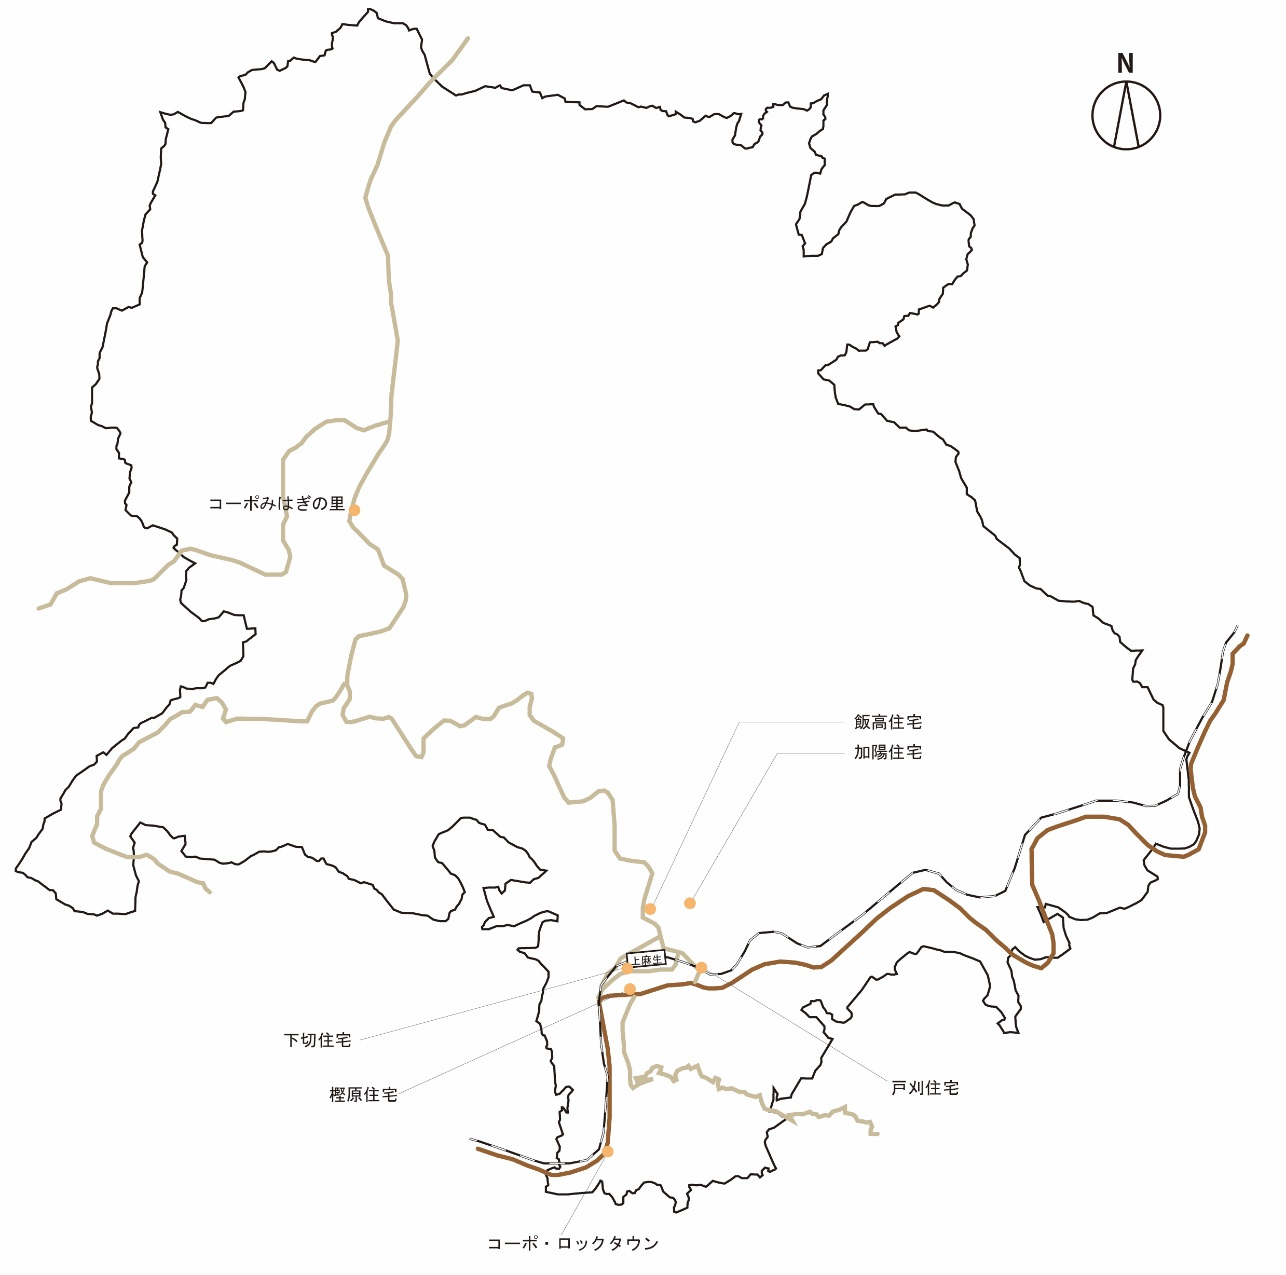 N
コーポみはぎの里
飯高住宅
加陽住宅
上麻生
下切住宅
樫原住宅
戸刈住宅
コーポ・ロックタウン